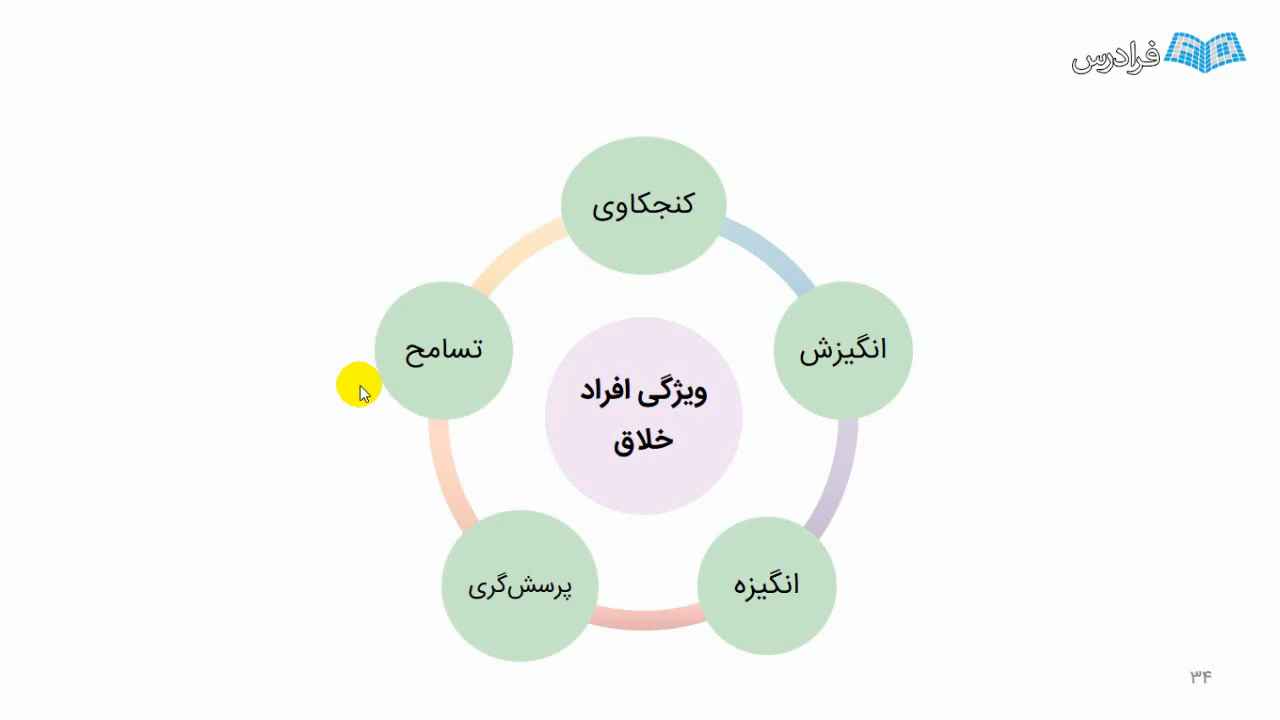 فرادرس
کنجکاوی
انگیزش
انگیزه
پرسش‌گری
تسامح
ویژگی افراد
خلاق
۳۴